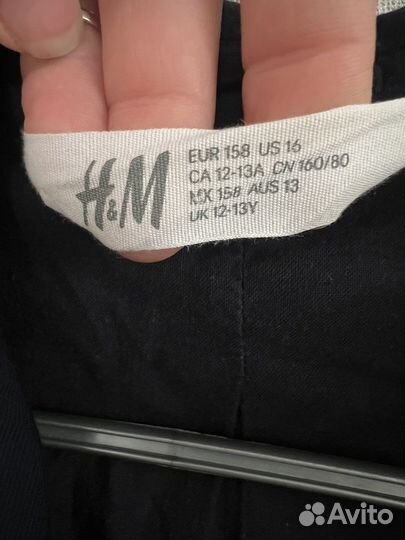 H&M
EUR 158 US 16
CA 12-13A CN 160/80
MX 158 AUS 13
UK 12-13Y
Avito